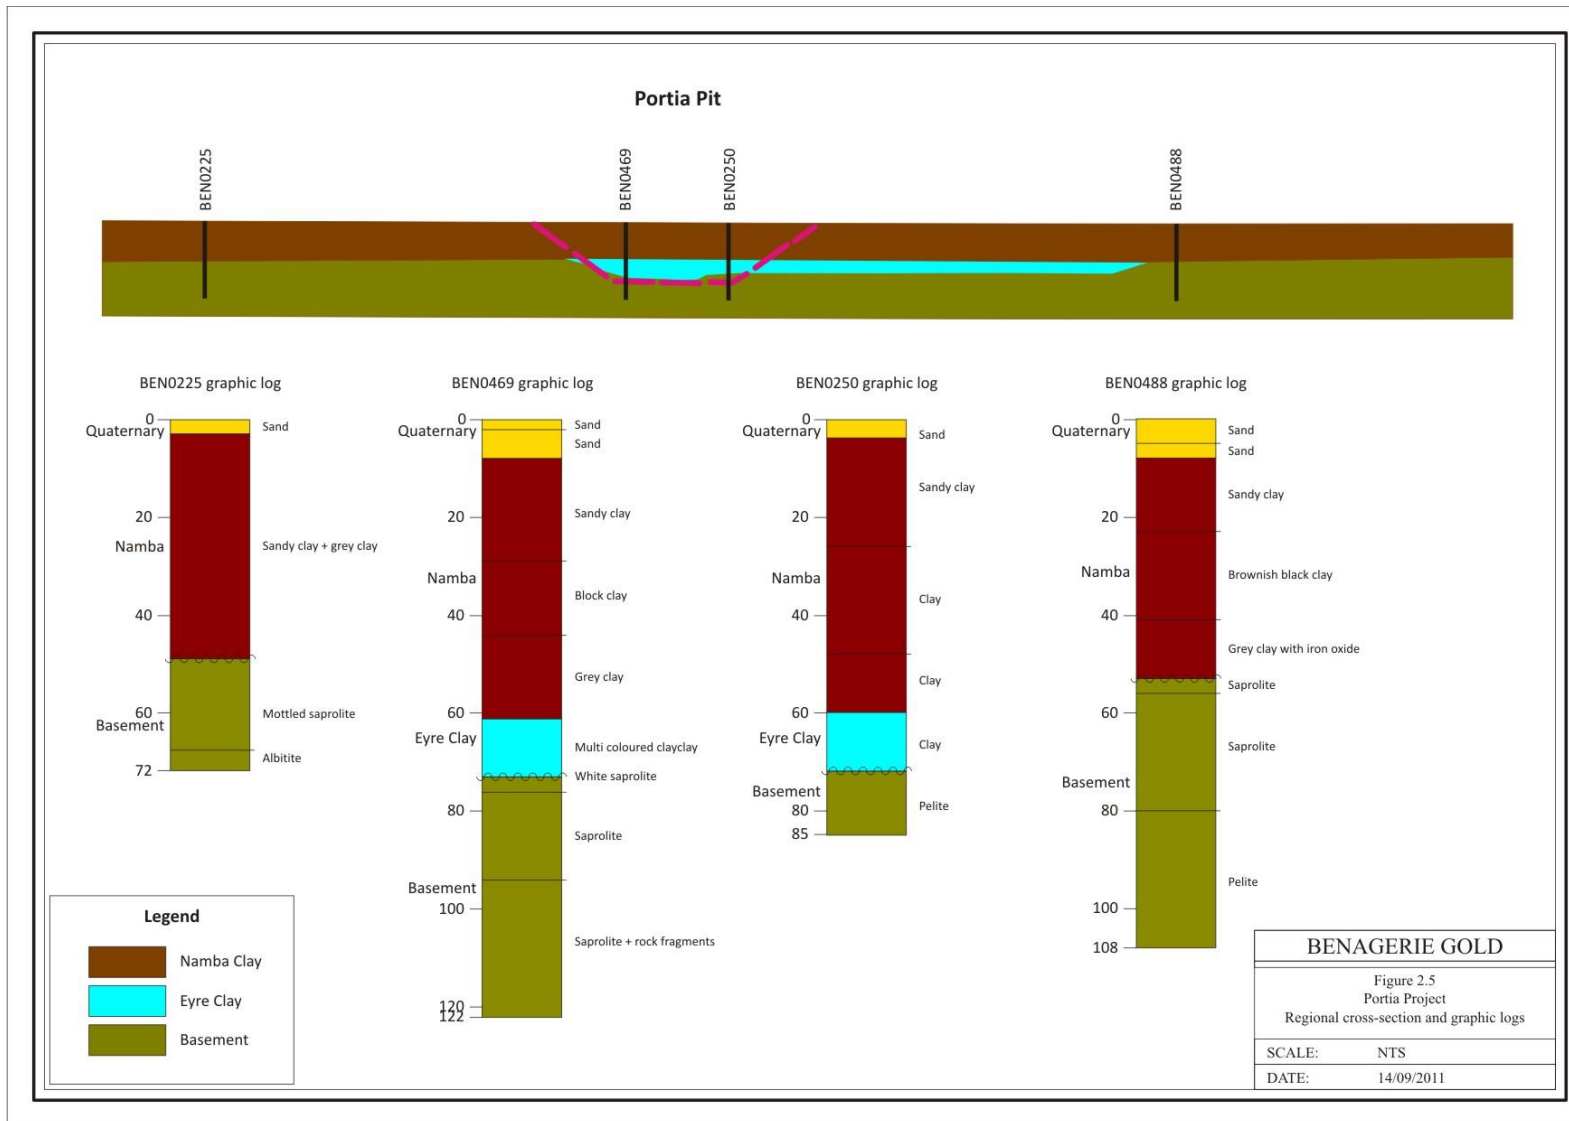 Portia Pit
BEN0225
BEN0469
BEN0250
BEN0488
BEN0225 graphic log
0
Quaternary
Sand
20
Namba
Sandy clay + grey clay
40
60
Basement
Mottled saprolite
Albitite
72
BEN0469 graphic log
0
Quaternary
Sand
Sand
20
Sandy clay
Namba
Block clay
40
Grey clay
60
Eyre Clay
Multi coloured clayclay
White saprolite
80
Saprolite
Basement
100
Saprolite + rock fragments
120
122
BEN0250 graphic log
0
Quaternary
Sand
Sandy clay
20
Namba
Clay
40
Clay
60
Eyre Clay
Clay
Basement
80
Pelite
85
BEN0488 graphic log
0
Quaternary
Sand
Sand
Sandy clay
20
Namba
Brownish black clay
40
Grey clay with iron oxide
Saprolite
60
Saprolite
Basement
80
Pelite
100
108
Legend
Namba Clay
Eyre Clay
Basement
BENAGERIE GOLD
Figure 2.5
Portia Project
Regional cross-section and graphic logs
SCALE: NTS
DATE: 14/09/2011